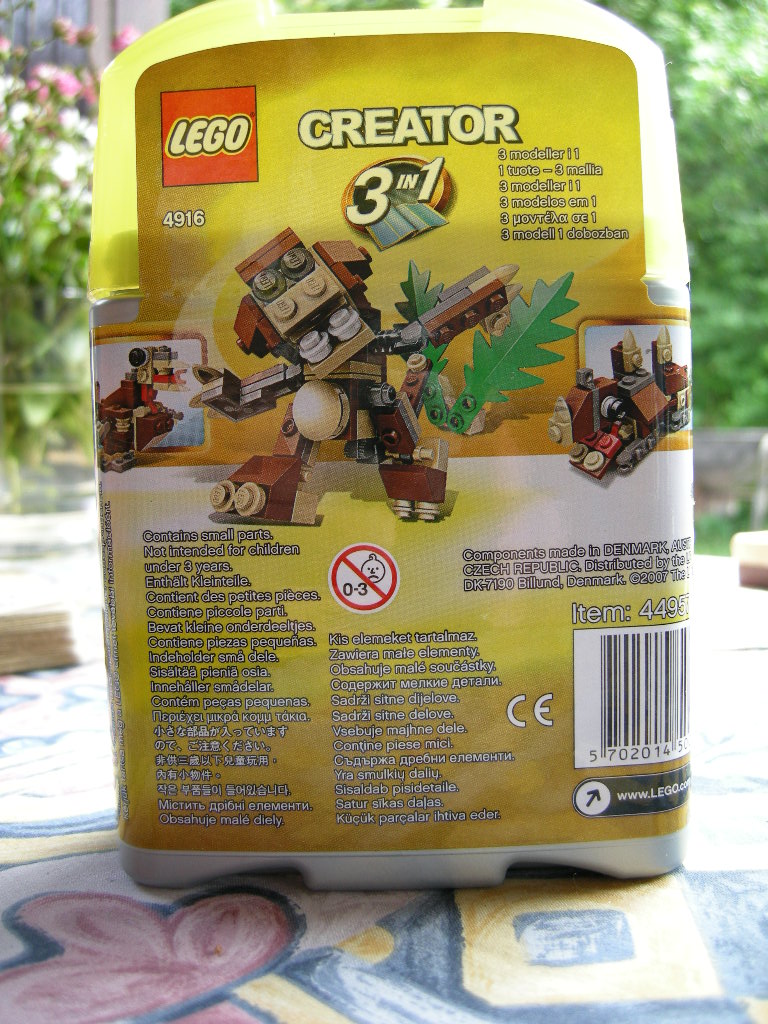 LEGO
CREATOR
3 IN 1
4916
3 modeller i 1
1 tuote – 3 mallia
3 modeller i 1
3 modelos em 1
3 μοντέλα σε 1
3 modell 1 dobozban
Contains small parts.
Not intended for children
under 3 years.
Enthält Kleinteile.
Contient des petites pièces.
Contiene piccole parti.
Bevat kleine onderdeeltjes.
Contiene piezas pequeñas.
Indeholder små dele.
Sisältää pieniä osia.
Innehåller smådelar.
Contém peças pequenas.
Περιέχει μικρά κομμάτάκια.
小さな部品が入っています
ので、ご注意ください。
非供三歲以下兒童玩用，
內有小物件。
작은 부품들이 들어있습니다.
Містить дрібні елементи.
Obsahuje malé diely.
0-3
Kis elemeket tartalmaz.
Zawiera małe elementy.
Obsahuje malé součástky.
Содержит мелкие детали.
Sadrži sitne dijelove.
Sadrži sitne delove.
Vsebuje majhne dele.
Conţine piese mici.
Съдържа дребни елементи.
Yra smulkių dalių.
Sisaldab pisidetaile.
Satur sīkas daļas.
Küçük parçalar ihtiva eder.
CE
Components made in DENMARK,
CZECH REPUBLIC. Distributed by the
DK-7190 Billund, Denmark. ©2007 The
Item: 4495
5 702014
www.LEGO.co